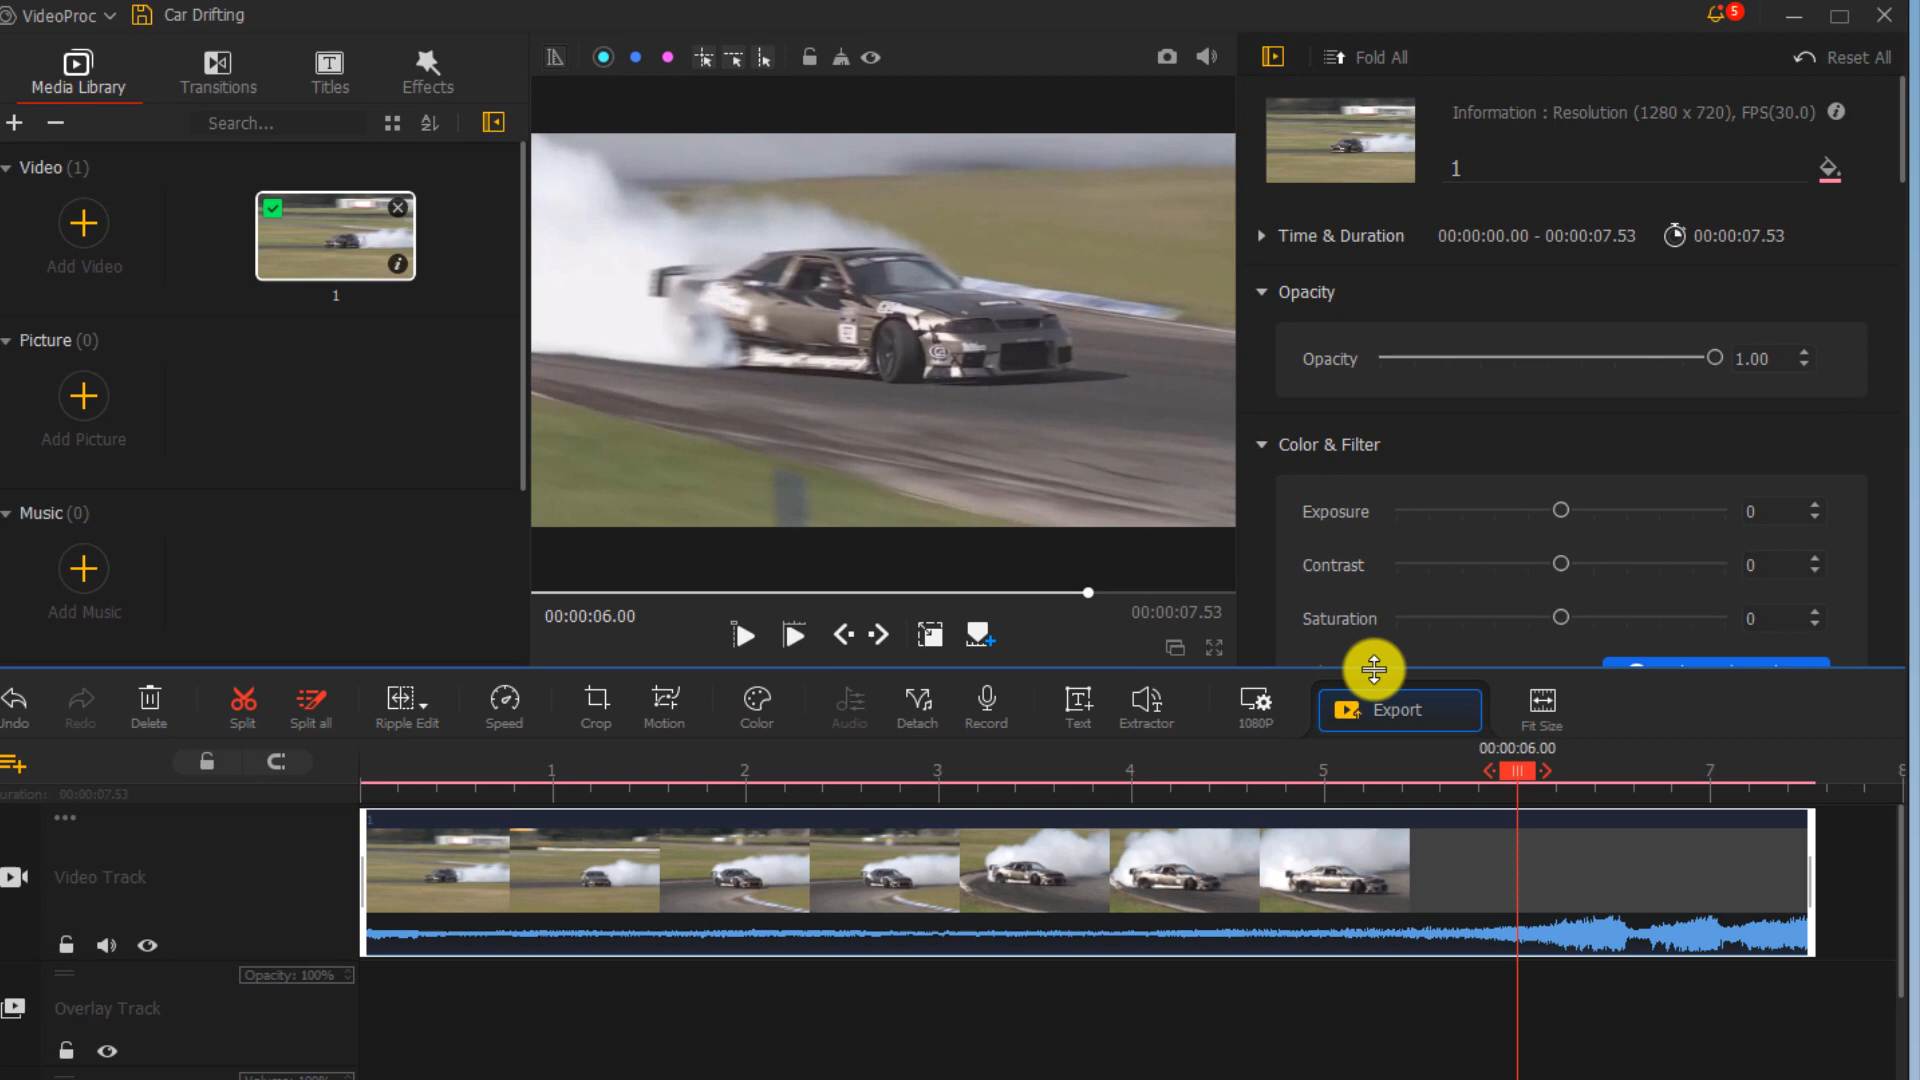 VideoProc
Car Drifting
5
Media Library
Transitions
Titles
Effects
Search...
Video (1)
Add Video
1
Picture (0)
Add Picture
Music (0)
Add Music
00:00:06.00
00:00:07.53
Fold All
Reset All
Information : Resolution (1280 x 720), FPS(30.0)
1
Time & Duration
00:00:00.00 - 00:00:07.53
00:00:07.53
Opacity
Opacity
1.00
Color & Filter
Exposure
0
Contrast
0
Saturation
0
Undo
Redo
Delete
Split
Split all
Ripple Edit
Speed
Crop
Motion
Color
Audio
Detach
Record
Text
Extractor
1080P
Export
Fit Size
00:00:06.00
1
2
3
4
5
7
8
uration: 00:00:07.53
1
Video Track
Opacity: 100%
Overlay Track
Volume: 100%